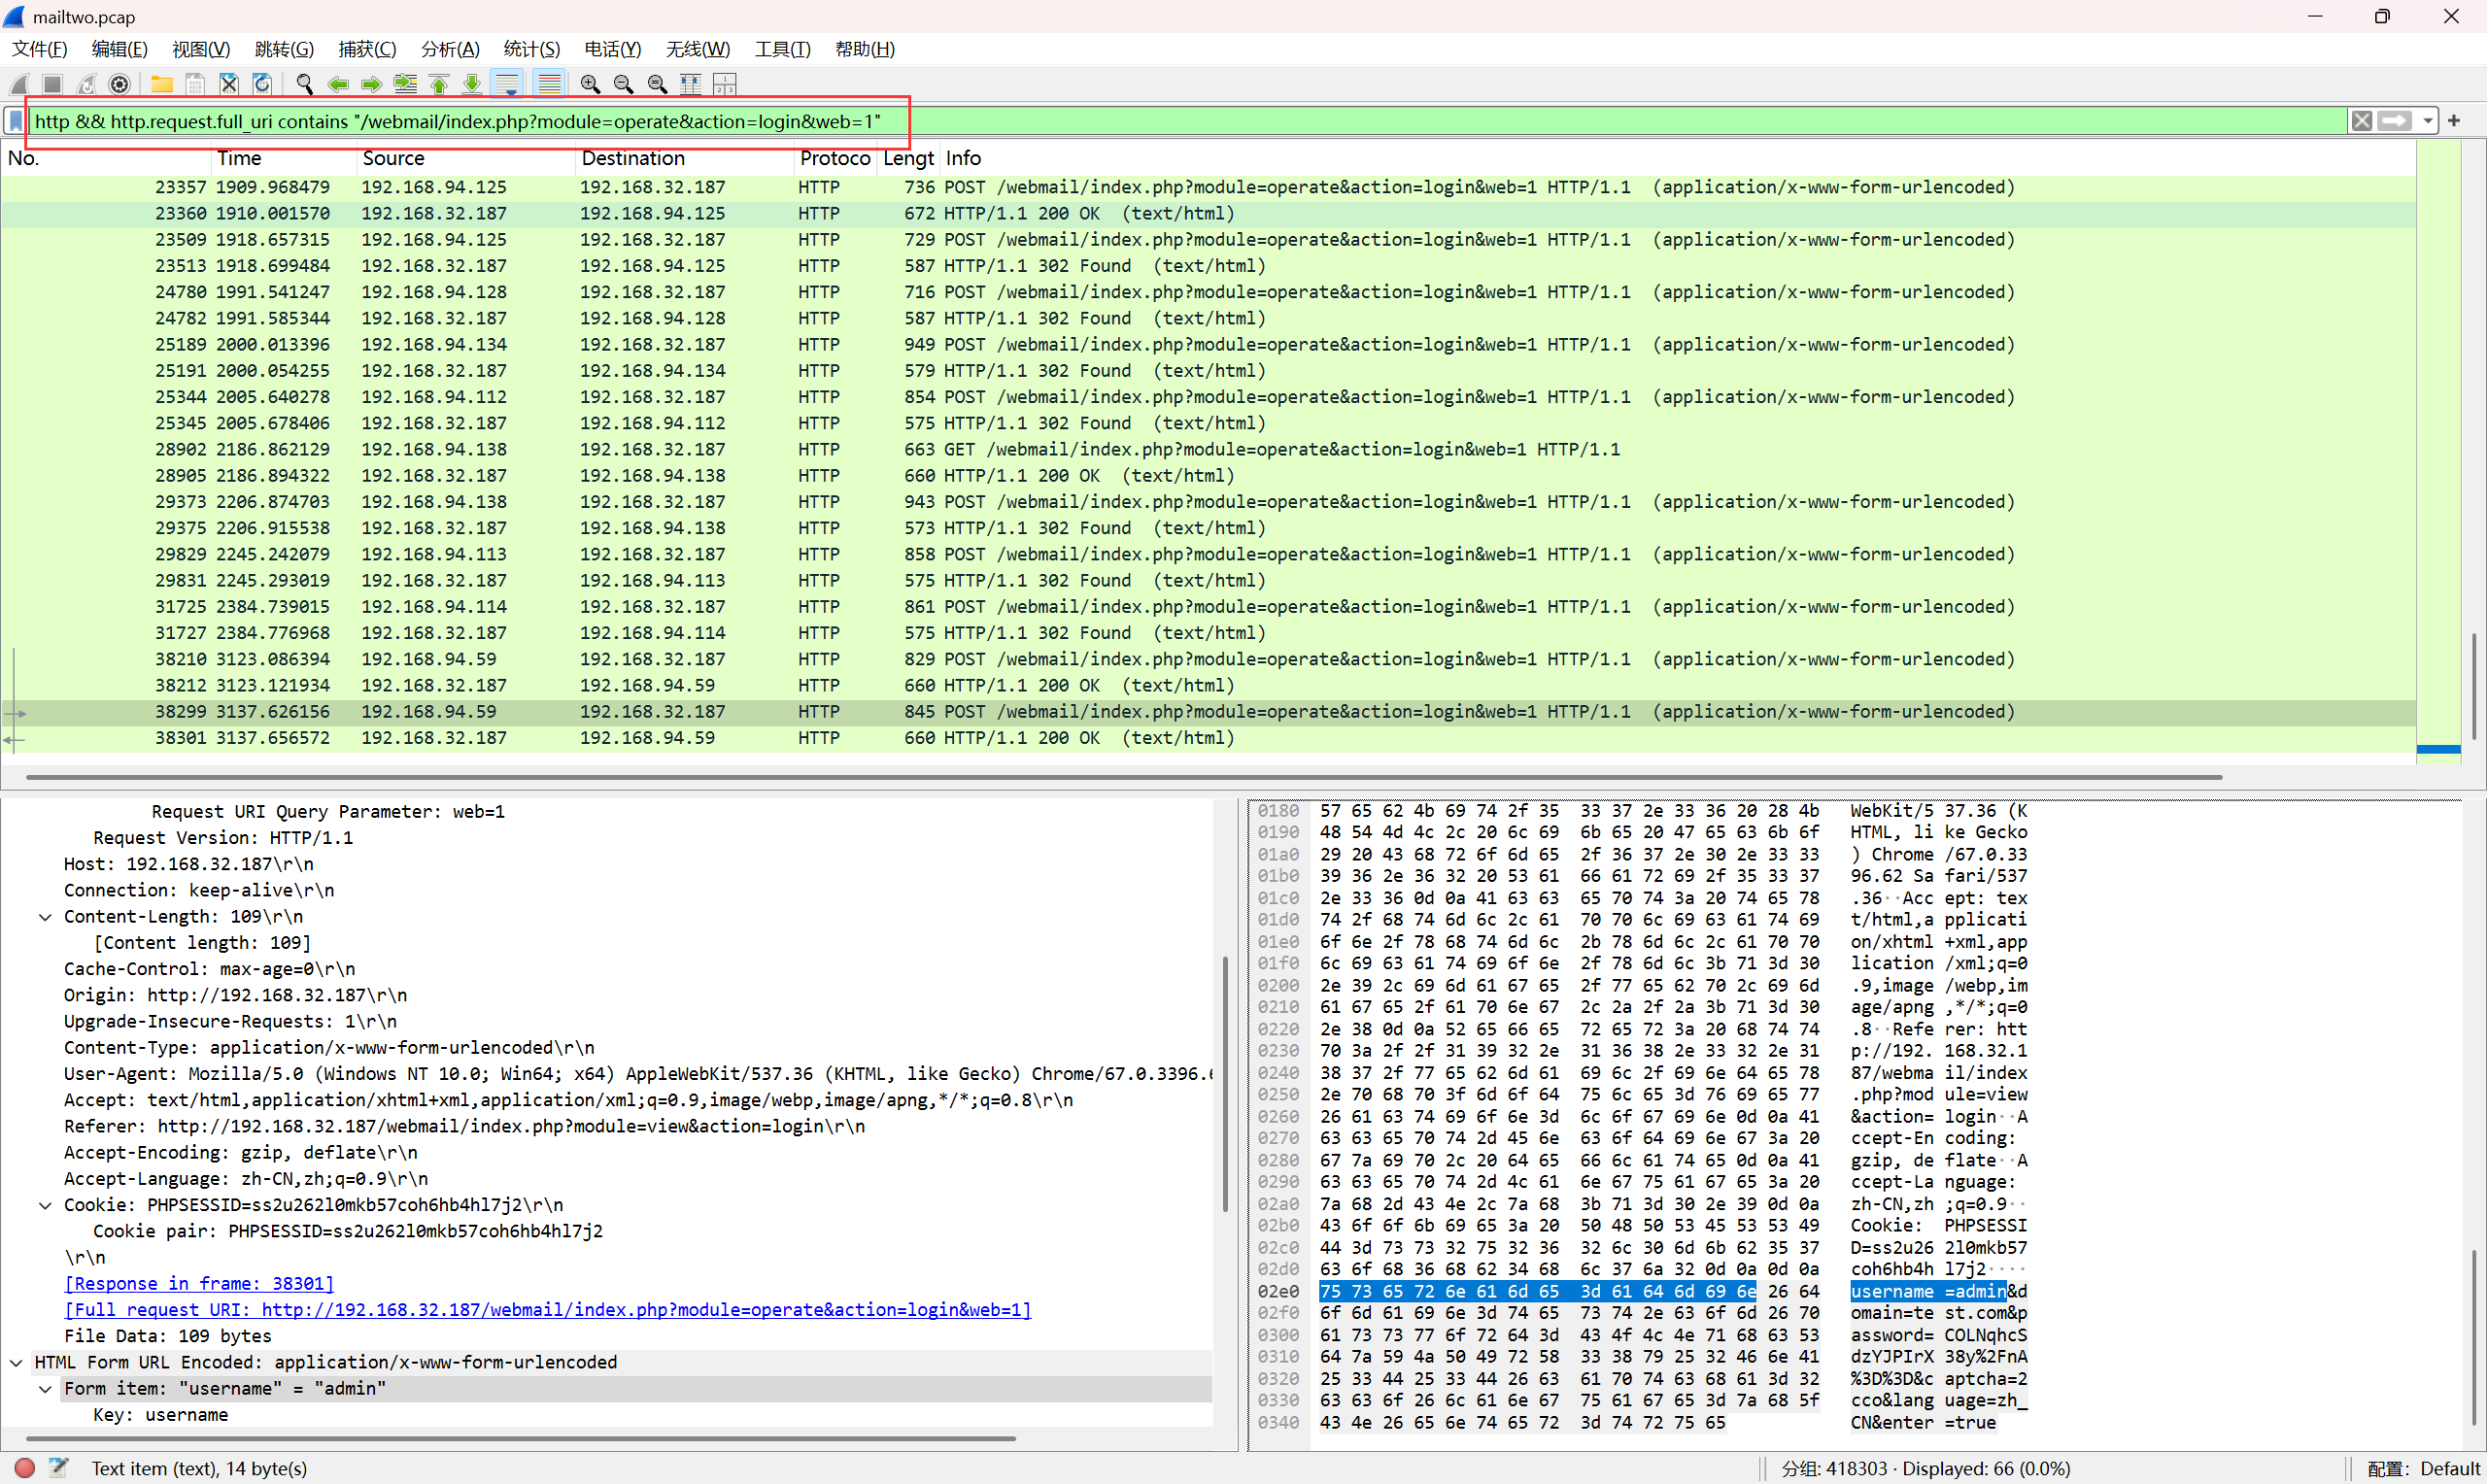 mailtwo.pcap
文件(F) 编辑(E) 视图(V) 跳转(G) 捕获(C) 分析(A) 统计(S) 电话(Y) 无线(W) 工具(T) 帮助(H)
http && http.request.full_uri contains "/webmail/index.php?module=operate&action=login&web=1"
No. Time Source Destination Protoco Lengt Info
23357 1909.968479 192.168.94.125 192.168.32.187 HTTP 736 POST /webmail/index.php?module=operate&action=login&web=1 HTTP/1.1 (application/x-www-form-urlencoded)
23360 1910.001570 192.168.32.187 192.168.94.125 HTTP 672 HTTP/1.1 200 OK (text/html)
23509 1918.657315 192.168.94.125 192.168.32.187 HTTP 729 POST /webmail/index.php?module=operate&action=login&web=1 HTTP/1.1 (application/x-www-form-urlencoded)
23513 1918.699484 192.168.32.187 192.168.94.125 HTTP 587 HTTP/1.1 302 Found (text/html)
24780 1991.541247 192.168.94.128 192.168.32.187 HTTP 716 POST /webmail/index.php?module=operate&action=login&web=1 HTTP/1.1 (application/x-www-form-urlencoded)
24782 1991.585344 192.168.32.187 192.168.94.128 HTTP 587 HTTP/1.1 302 Found (text/html)
25189 2000.013396 192.168.94.134 192.168.32.187 HTTP 949 POST /webmail/index.php?module=operate&action=login&web=1 HTTP/1.1 (application/x-www-form-urlencoded)
25191 2000.054255 192.168.32.187 192.168.94.134 HTTP 579 HTTP/1.1 302 Found (text/html)
25344 2005.640278 192.168.94.112 192.168.32.187 HTTP 854 POST /webmail/index.php?module=operate&action=login&web=1 HTTP/1.1 (application/x-www-form-urlencoded)
25345 2005.678406 192.168.32.187 192.168.94.112 HTTP 575 HTTP/1.1 302 Found (text/html)
28902 2186.862129 192.168.94.138 192.168.32.187 HTTP 663 GET /webmail/index.php?module=operate&action=login&web=1 HTTP/1.1
28905 2186.894322 192.168.32.187 192.168.94.138 HTTP 660 HTTP/1.1 200 OK (text/html)
29373 2206.874703 192.168.94.138 192.168.32.187 HTTP 943 POST /webmail/index.php?module=operate&action=login&web=1 HTTP/1.1 (application/x-www-form-urlencoded)
29375 2206.915538 192.168.32.187 192.168.94.138 HTTP 573 HTTP/1.1 302 Found (text/html)
29829 2245.242079 192.168.94.113 192.168.32.187 HTTP 858 POST /webmail/index.php?module=operate&action=login&web=1 HTTP/1.1 (application/x-www-form-urlencoded)
29831 2245.293019 192.168.32.187 192.168.94.113 HTTP 575 HTTP/1.1 302 Found (text/html)
31725 2384.739015 192.168.94.114 192.168.32.187 HTTP 861 POST /webmail/index.php?module=operate&action=login&web=1 HTTP/1.1 (application/x-www-form-urlencoded)
31727 2384.776968 192.168.32.187 192.168.94.114 HTTP 575 HTTP/1.1 302 Found (text/html)
38210 3123.086394 192.168.94.59 192.168.32.187 HTTP 829 POST /webmail/index.php?module=operate&action=login&web=1 HTTP/1.1 (application/x-www-form-urlencoded)
38212 3123.121934 192.168.32.187 192.168.94.59 HTTP 660 HTTP/1.1 200 OK (text/html)
38299 3137.626156 192.168.94.59 192.168.32.187 HTTP 845 POST /webmail/index.php?module=operate&action=login&web=1 HTTP/1.1 (application/x-www-form-urlencoded)
38301 3137.656572 192.168.32.187 192.168.94.59 HTTP 660 HTTP/1.1 200 OK (text/html)
Request URI Query Parameter: web=1
Request Version: HTTP/1.1
Host: 192.168.32.187\r\n
Connection: keep-alive\r\n
Content-Length: 109\r\n
[Content length: 109]
Cache-Control: max-age=0\r\n
Origin: http://192.168.32.187\r\n
Upgrade-Insecure-Requests: 1\r\n
Content-Type: application/x-www-form-urlencoded\r\n
User-Agent: Mozilla/5.0 (Windows NT 10.0; Win64; x64) AppleWebKit/537.36 (KHTML, like Gecko) Chrome/67.0.3396.6
Accept: text/html,application/xhtml+xml,application/xml;q=0.9,image/webp,image/apng,*/*;q=0.8\r\n
Referer: http://192.168.32.187/webmail/index.php?module=view&action=login\r\n
Accept-Encoding: gzip, deflate\r\n
Accept-Language: zh-CN,zh;q=0.9\r\n
Cookie: PHPSESSID=ss2u262l0mkb57coh6hb4hl7j2\r\n
Cookie pair: PHPSESSID=ss2u262l0mkb57coh6hb4hl7j2
\r\n
[Response in frame: 38301]
[Full request URI: http://192.168.32.187/webmail/index.php?module=operate&action=login&web=1]
File Data: 109 bytes
HTML Form URL Encoded: application/x-www-form-urlencoded
Form item: "username" = "admin"
Key: username
0180 57 65 62 4b 69 74 2f 35 33 37 2e 33 36 20 28 4b WebKit/5 37.36 (K
0190 48 54 4d 4c 2c 20 6c 69 6b 65 20 47 65 63 6b 6f HTML, li ke Gecko
01a0 29 20 43 68 72 6f 6d 65 2f 36 37 2e 30 2e 33 33 ) Chrome /67.0.33
01b0 39 36 2e 36 32 20 53 61 66 61 72 69 2f 35 33 37 96.62 Sa fari/537
01c0 2e 33 36 0d 0a 41 63 63 65 70 74 3a 20 74 65 78 .36··Acc ept: tex
01d0 74 2f 68 74 6d 6c 2c 61 70 70 6c 69 63 61 74 69 t/html,a pplicati
01e0 6f 6e 2f 78 68 74 6d 6c 2b 78 6d 6c 2c 61 70 70 on/xhtml +xml,app
01f0 6c 69 63 61 74 69 6f 6e 2f 78 6d 6c 3b 71 3d 30 lication /xml;q=0
0200 2e 39 2c 69 6d 61 67 65 2f 77 65 62 70 2c 69 6d .9,image /webp,im
0210 61 67 65 2f 61 70 6e 67 2c 2a 2f 2a 3b 71 3d 30 age/apng ,*/*;q=0
0220 2e 38 0d 0a 52 65 66 65 72 65 72 3a 20 68 74 74 .8··Refe rer: htt
0230 70 3a 2f 2f 31 39 32 2e 31 36 38 2e 33 32 2e 31 p://192. 168.32.1
0240 38 37 2f 77 65 62 6d 61 69 6c 2f 69 6e 64 65 78 87/webma il/index
0250 2e 70 68 70 3f 6d 6f 64 75 6c 65 3d 76 69 65 77 .php?mod ule=view
0260 26 61 63 74 69 6f 6e 3d 6c 6f 67 69 6e 0d 0a 41 &action= login··A
0270 63 63 65 70 74 2d 45 6e 63 6f 64 69 6e 67 3a 20 ccept-En coding:
0280 67 7a 69 70 2c 20 64 65 66 6c 61 74 65 0d 0a 41 gzip, de flate··A
0290 63 63 65 70 74 2d 4c 61 6e 67 75 61 67 65 3a 20 ccept-La nguage:
02a0 7a 68 2d 43 4e 2c 7a 68 3b 71 3d 30 2e 39 0d 0a zh-CN,zh ;q=0.9··
02b0 43 6f 6f 6b 69 65 3a 20 50 48 50 53 45 53 53 49 Cookie: PHPSESSI
02c0 44 3d 73 73 32 75 32 36 32 6c 30 6d 6b 62 35 37 D=ss2u26 2l0mkb57
02d0 63 6f 68 36 68 62 34 68 6c 37 6a 32 0d 0a 0d 0a coh6hb4h l7j2····
02e0 75 73 65 72 6e 61 6d 65 3d 61 64 6d 69 6e 26 64 username =admin&d
02f0 6f 6d 61 69 6e 3d 74 65 73 74 2e 63 6f 6d 26 70 omain=te st.com&p
0300 61 73 73 77 6f 72 64 3d 43 4f 4c 4e 71 68 63 53 assword= COLNqhcS
0310 64 7a 59 4a 50 49 72 58 33 38 79 25 32 46 6e 41 dzYJPIrX 38y%2FnA
0320 25 33 44 25 33 44 26 63 61 70 74 63 68 61 3d 32 %3D%3D&c aptcha=2
0330 63 63 6f 26 6c 61 6e 67 75 61 67 65 3d 7a 68 5f cco&lang uage=zh_
0340 43 4e 26 65 6e 74 65 72 3d 74 72 75 65 CN&enter =true
Text item (text), 14 byte(s) 分组: 418303 · Displayed: 66 (0.0%) 配置: Default